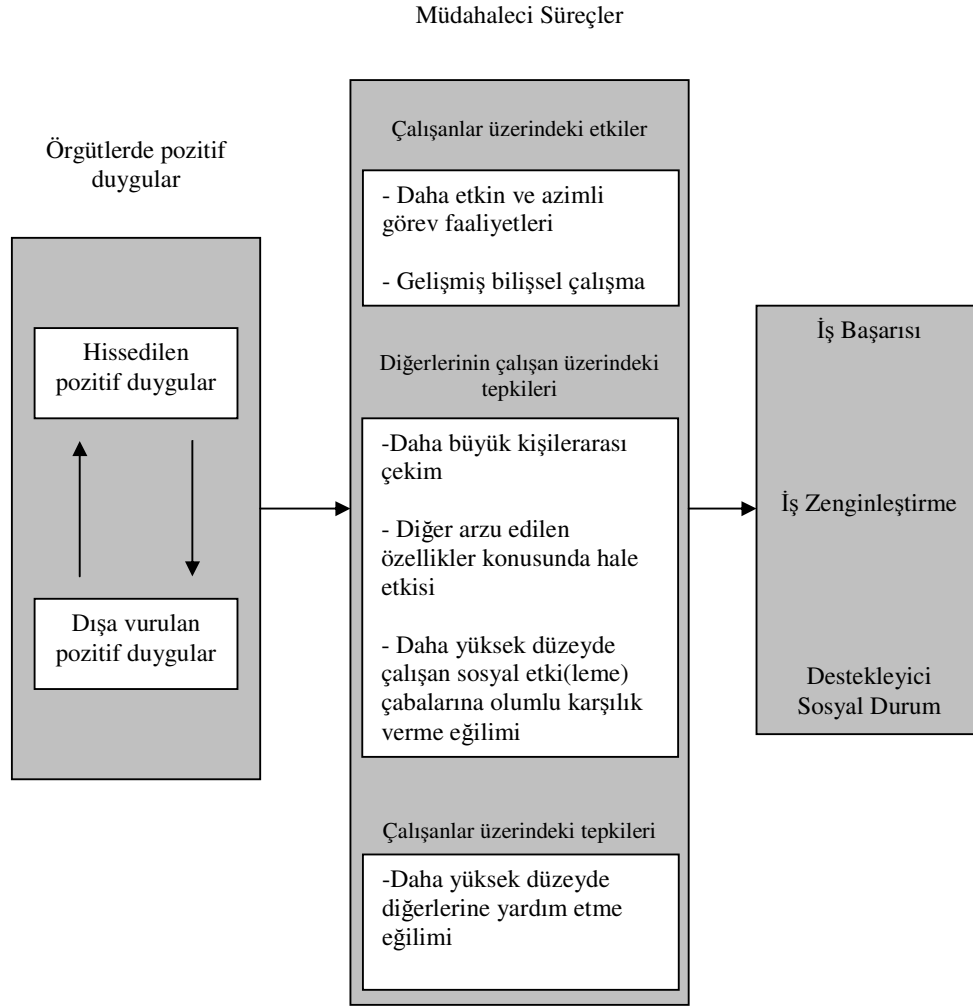 Müdahaleci Süreçler
Örgütlerde pozitif
duygular
Hissedilen
pozitif duygular
Dışa vurulan
pozitif duygular
Çalışanlar üzerindeki etkiler
- Daha etkin ve azimli
görev faaliyetleri
- Gelişmiş bilişsel çalışma
Diğerlerinin çalışan üzerindeki
tepkileri
-Daha büyük kişilerarası
çekim
- Diğer arzu edilen
özellikler konusunda hale
etkisi
- Daha yüksek düzeyde
çalışan sosyal etki(leme)
çabalarına olumlu karşılık
verme eğilimi
Çalışanlar üzerindeki tepkileri
-Daha yüksek düzeyde
diğerlerine yardım etme
eğilimi
İş Başarısı
İş Zenginleştirme
Destekleyici
Sosyal Durum